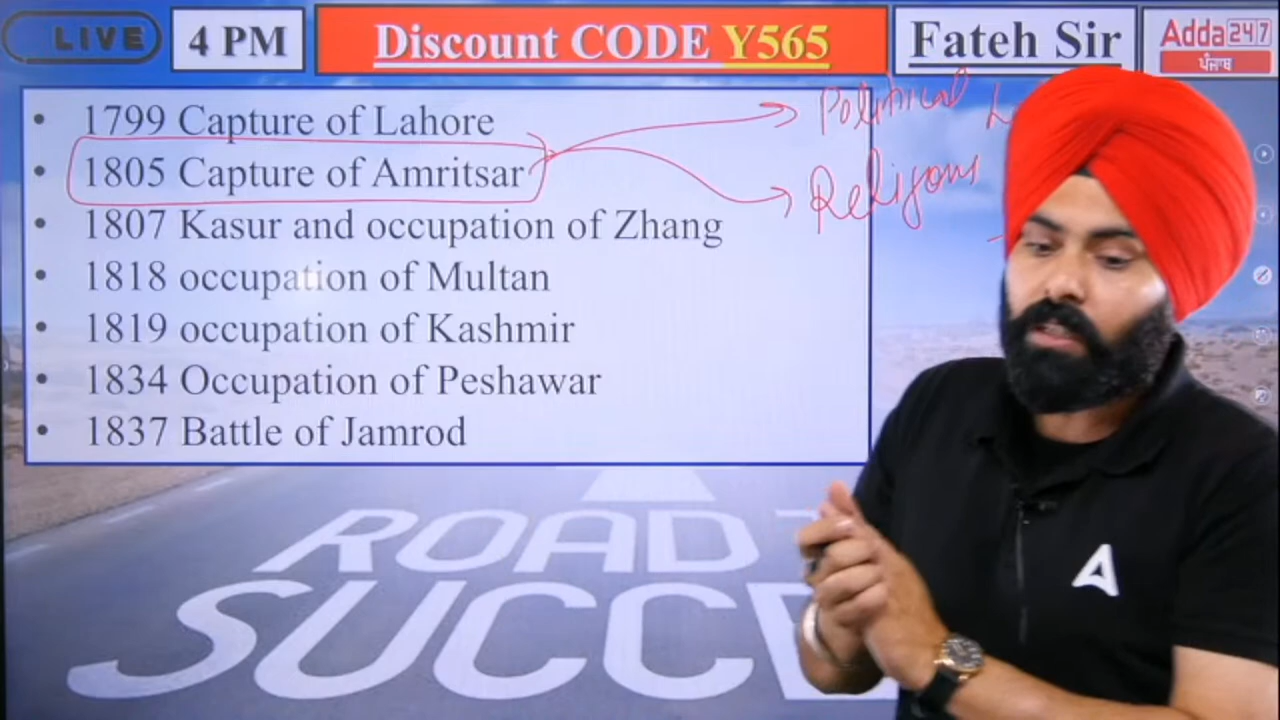 LIVE
4 PM
Discount CODE Y565
Fateh Sir
Adda247
ਪੰਜਾਬ
• 1799 Capture of Lahore
• 1805 Capture of Amritsar
• 1807 Kasur and occupation of Zhang
• 1818 occupation of Multan
• 1819 occupation of Kashmir
• 1834 Occupation of Peshawar
• 1837 Battle of Jamrod
Political
Religous
ROAD
SUCCE